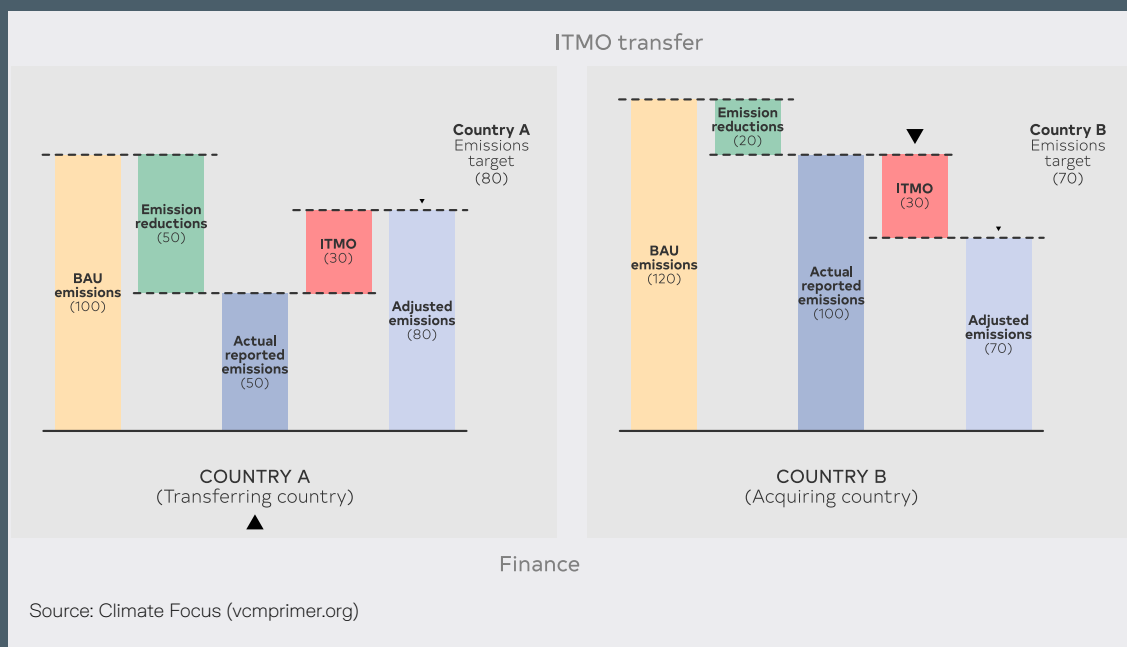 ITMO transfer
Country A
Emissions
target
(80)
Emission
reductions
(50)
ITMO
(30)
BAU
emissions
(100)
Adjusted
emissions
(80)
Actual
reported
emissions
(50)
COUNTRY A
(Transferring country)
Emission
reductions
(20)
Country B
Emissions
target
(70)
ITMO
(30)
BAU
emissions
(120)
Actual
reported
emissions
(100)
Adjusted
emissions
(70)
COUNTRY B
(Acquiring country)
Finance
Source: Climate Focus (vcmprimer.org)